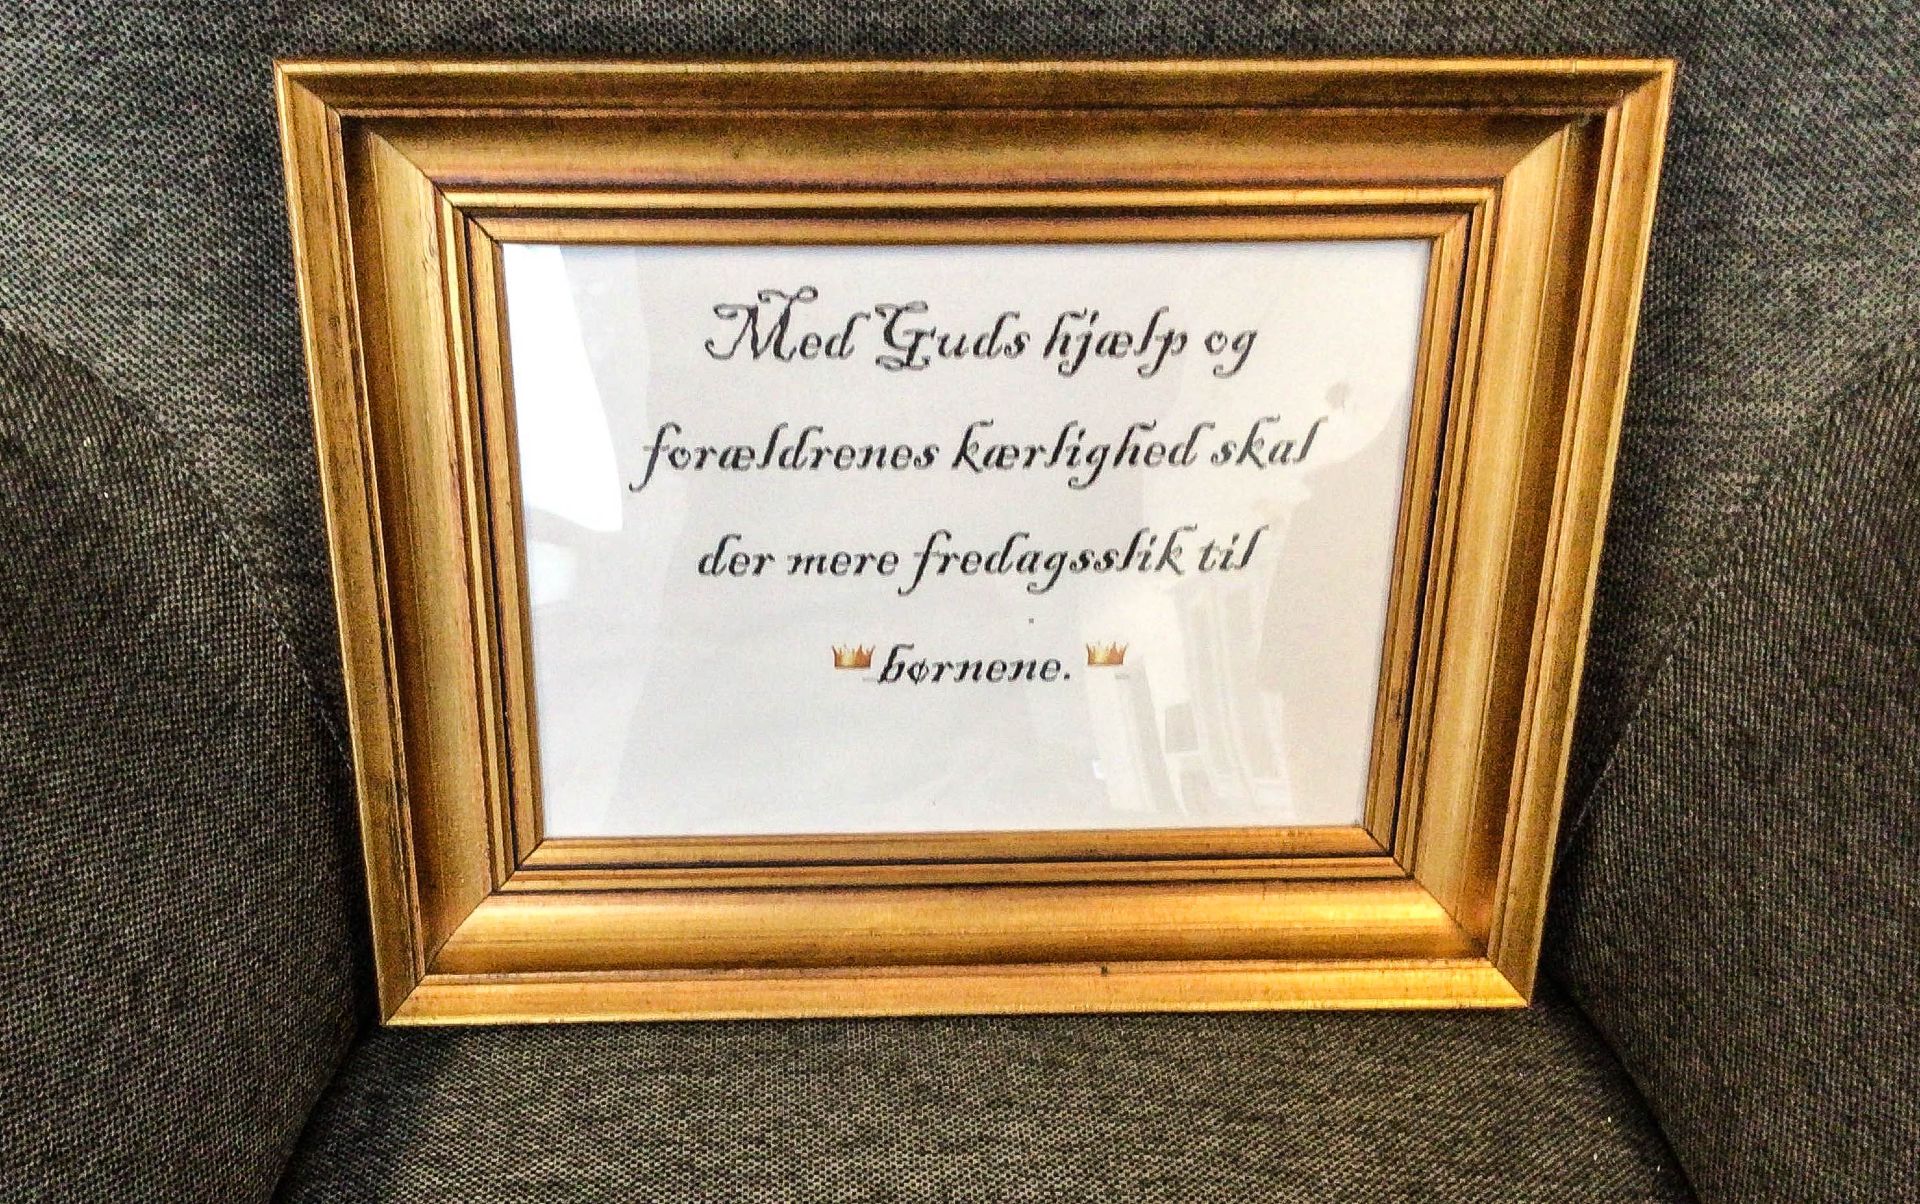 Med Guds hjælp og
forældrenes kærlighed skal
der mere fredagsslik til
børnene.